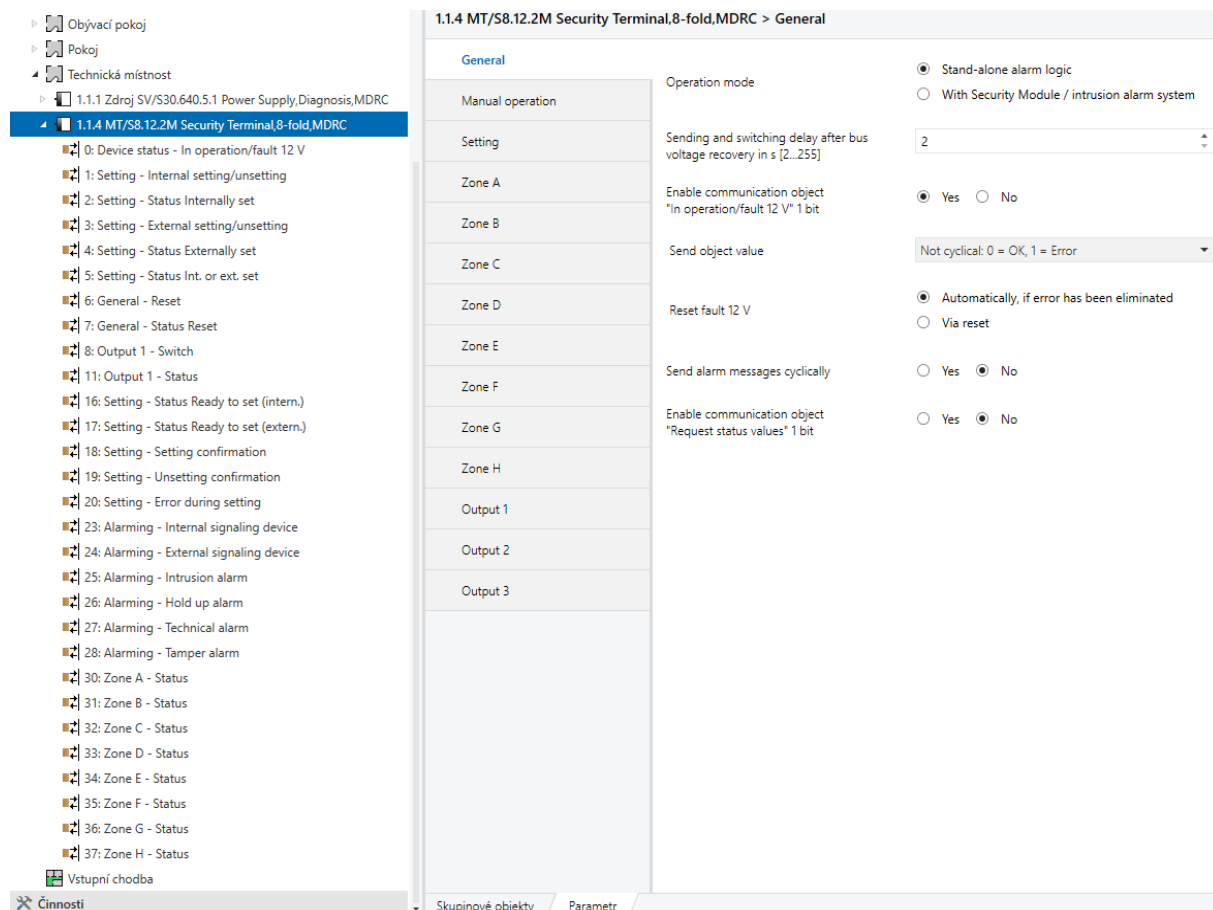 Obývací pokoj
Pokoj
Technická místnost
1.1.1 Zdroj SV/S30.640.5.1 Power Supply,Diagnosis,MDRC
1.1.4 MT/S8.12.2M Security Terminal,8-fold,MDRC
0: Device status - In operation/fault 12 V
1: Setting - Internal setting/unsetting
2: Setting - Status Internally set
3: Setting - External setting/unsetting
4: Setting - Status Externally set
5: Setting - Status Int. or ext. set
6: General - Reset
7: General - Status Reset
8: Output 1 - Switch
11: Output 1 - Status
16: Setting - Status Ready to set (intern.)
17: Setting - Status Ready to set (extern.)
18: Setting - Setting confirmation
19: Setting - Unsetting confirmation
20: Setting - Error during setting
23: Alarming - Internal signaling device
24: Alarming - External signaling device
25: Alarming - Intrusion alarm
26: Alarming - Hold up alarm
27: Alarming - Technical alarm
28: Alarming - Tamper alarm
30: Zone A - Status
31: Zone B - Status
32: Zone C - Status
33: Zone D - Status
34: Zone E - Status
35: Zone F - Status
36: Zone G - Status
37: Zone H - Status
Vstupní chodba
Činnosti
1.1.4 MT/S8.12.2M Security Terminal,8-fold,MDRC > General
General
Manual operation
Setting
Zone A
Zone B
Zone C
Zone D
Zone E
Zone F
Zone G
Zone H
Output 1
Output 2
Output 3
Operation mode
Stand-alone alarm logic
With Security Module / intrusion alarm system
Sending and switching delay after bus
voltage recovery in s [2...255]
2
Enable communication object
"In operation/fault 12 V" 1 bit
Yes No
Send object value
Not cyclical: 0 = OK, 1 = Error
Reset fault 12 V
Automatically, if error has been eliminated
Via reset
Send alarm messages cyclically
Yes No
Enable communication object
"Request status values" 1 bit
Yes No
Skupinové objekty
Parametr